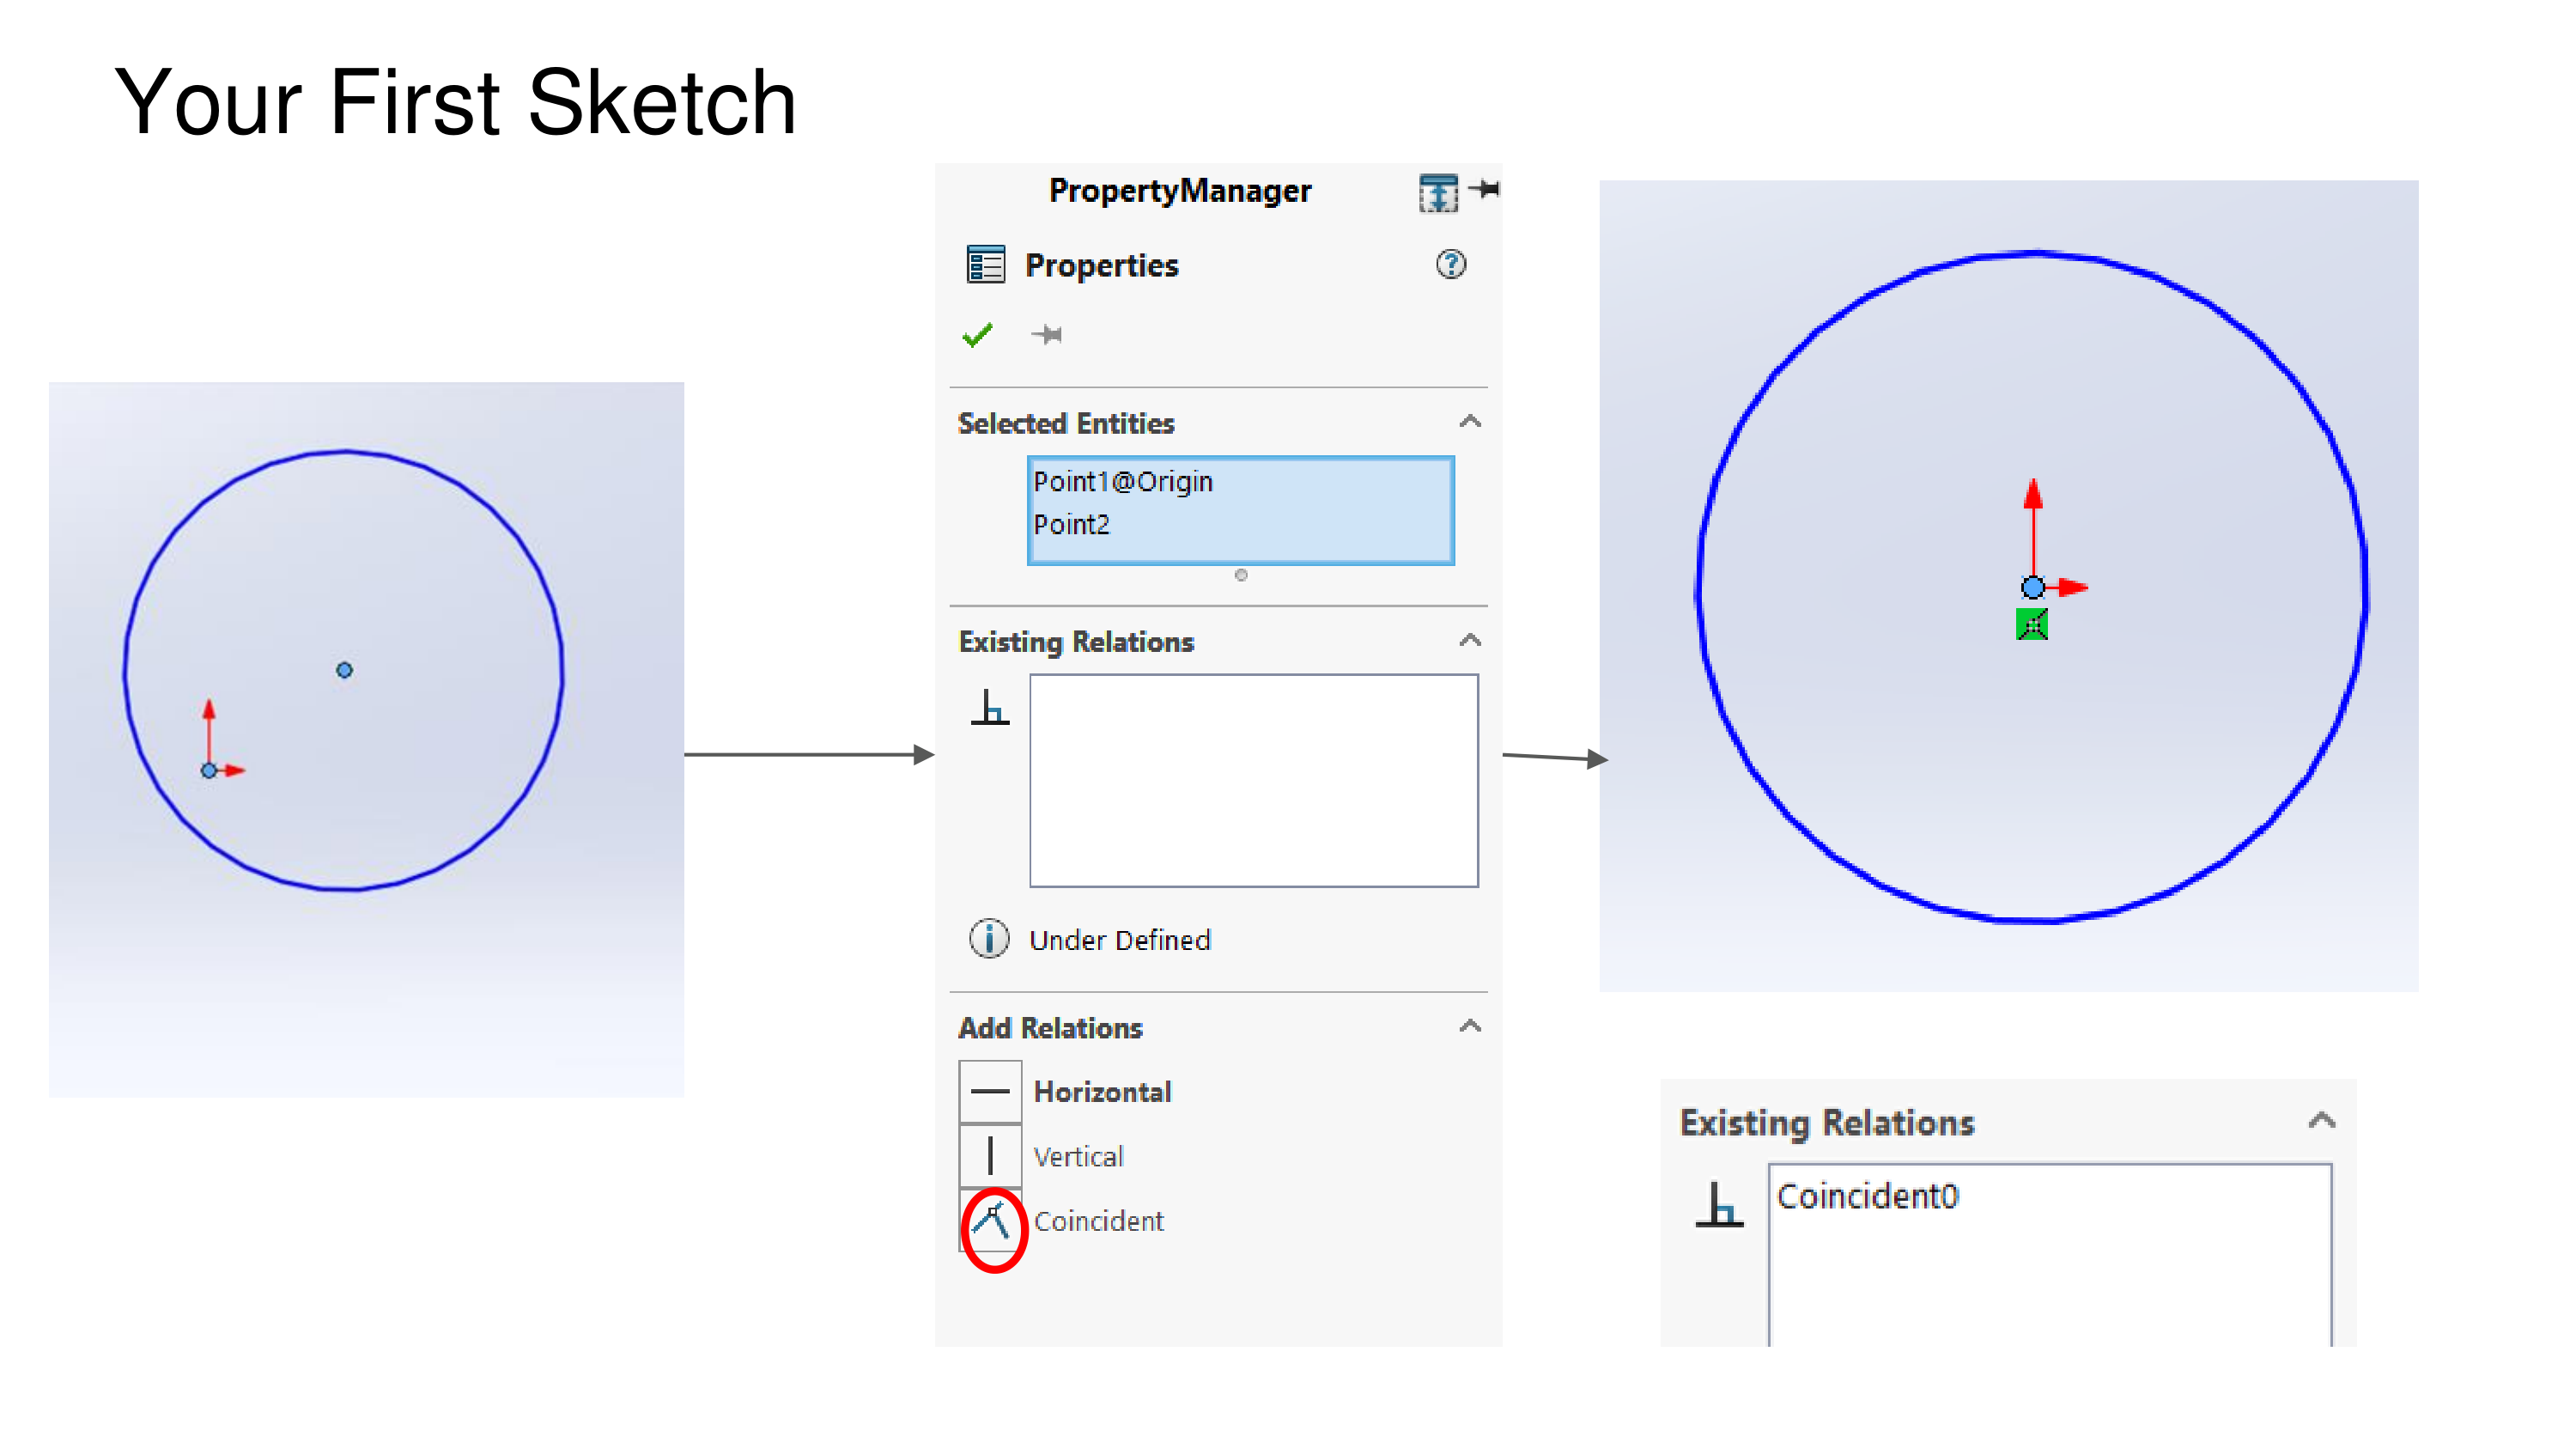 Your First Sketch
PropertyManager
Properties
Selected Entities
Point1@Origin
Point2
Existing Relations
Under Defined
Add Relations
Horizontal
Vertical
Coincident
Existing Relations
Coincident0